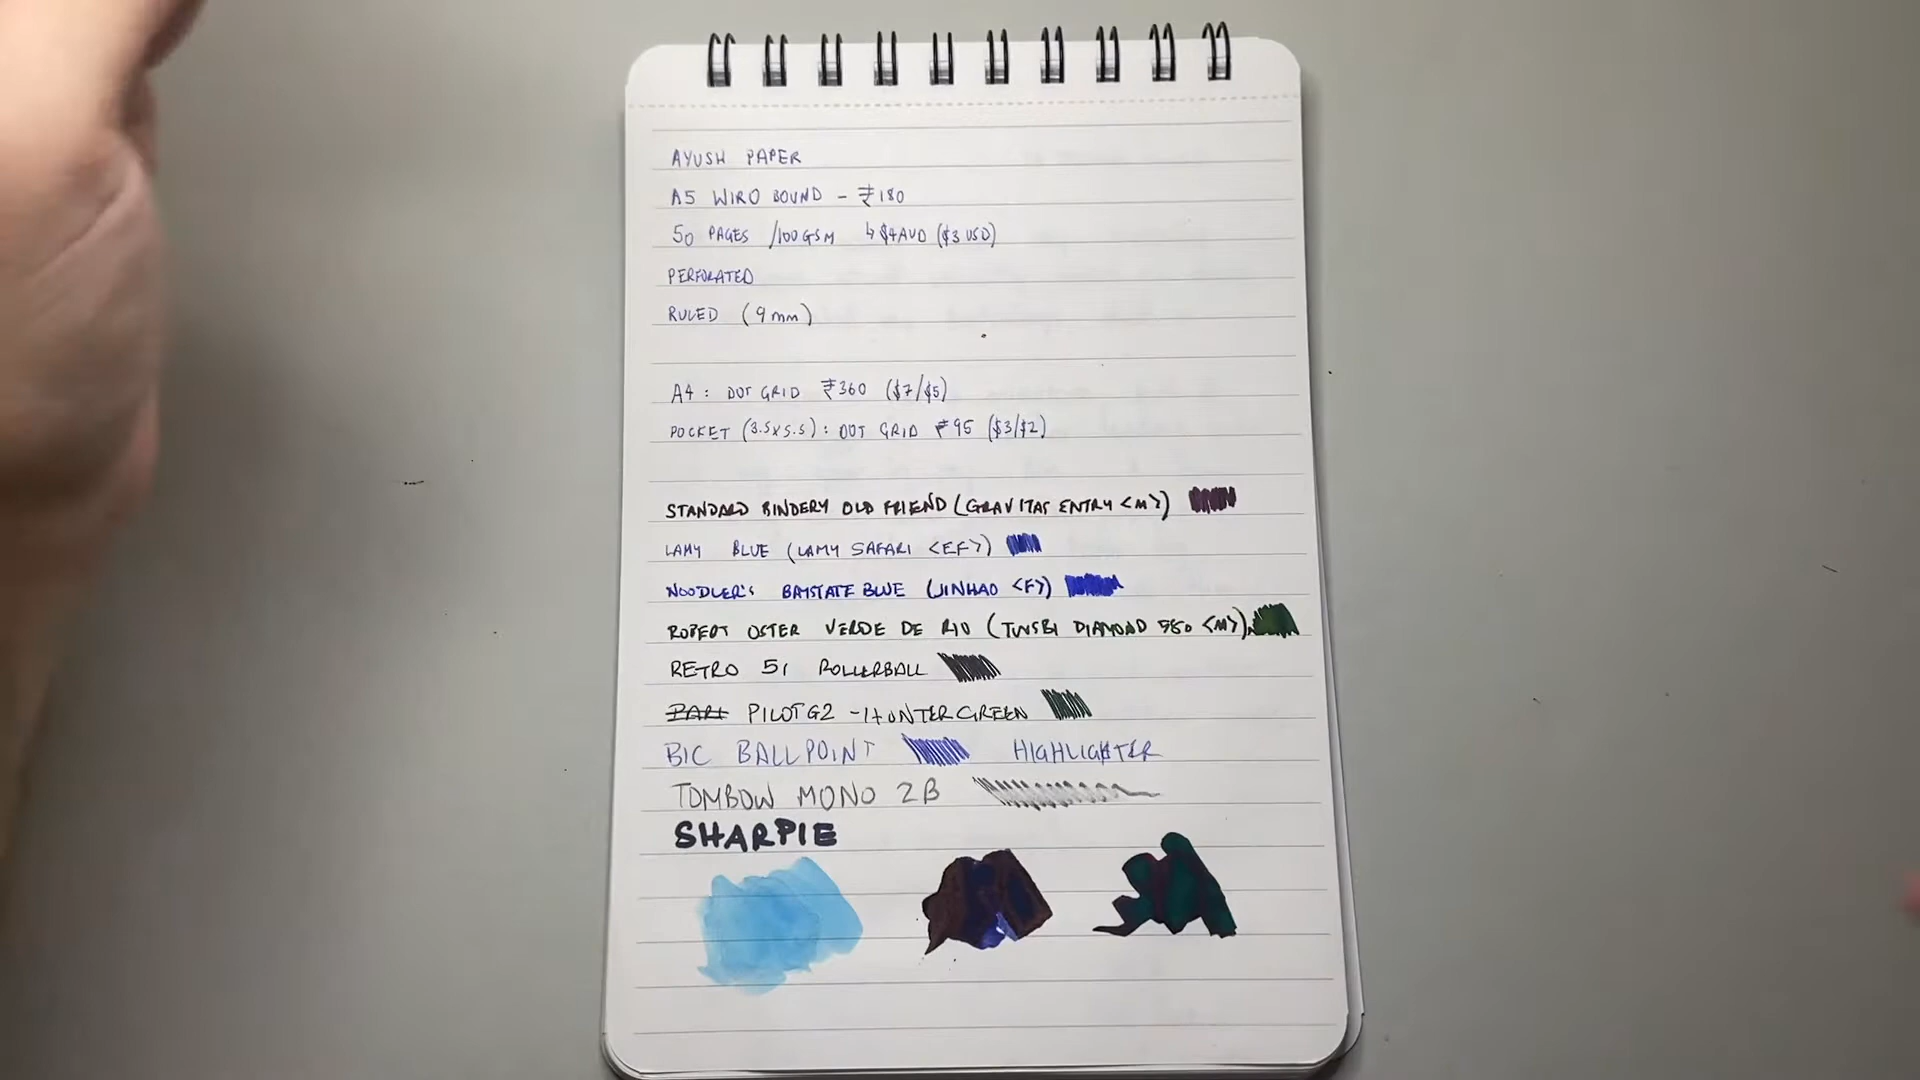 AYUSH PAPER
A5 WIRO BOUND - ₹180
50 PAGES /100GSM ↳ $4AUD ($3 USD)
PERFORATED
RULED (9mm)
A4: DOT GRID ₹360 ($7/$5)
POCKET (3.5x5.5): DOT GRID ₹95 ($3/$2)
STANDARD BINDERY OLD FRIEND (GRAVITAS ENTRY <M>)
LAMY BLUE (LAMY SAFARI <EF>)
NOODLER'S BAYSTATE BLUE (JINHAO <F>)
ROBERT OSTER VERDE DE RIO (TWSBI DIAMOND 580 <M>)
RETRO 51 ROLLERBALL
PILOT G2 - HUNTER GREEN
BIC BALLPOINT HIGHLIGHTER
TOMBOW MONO 2B
SHARPIE